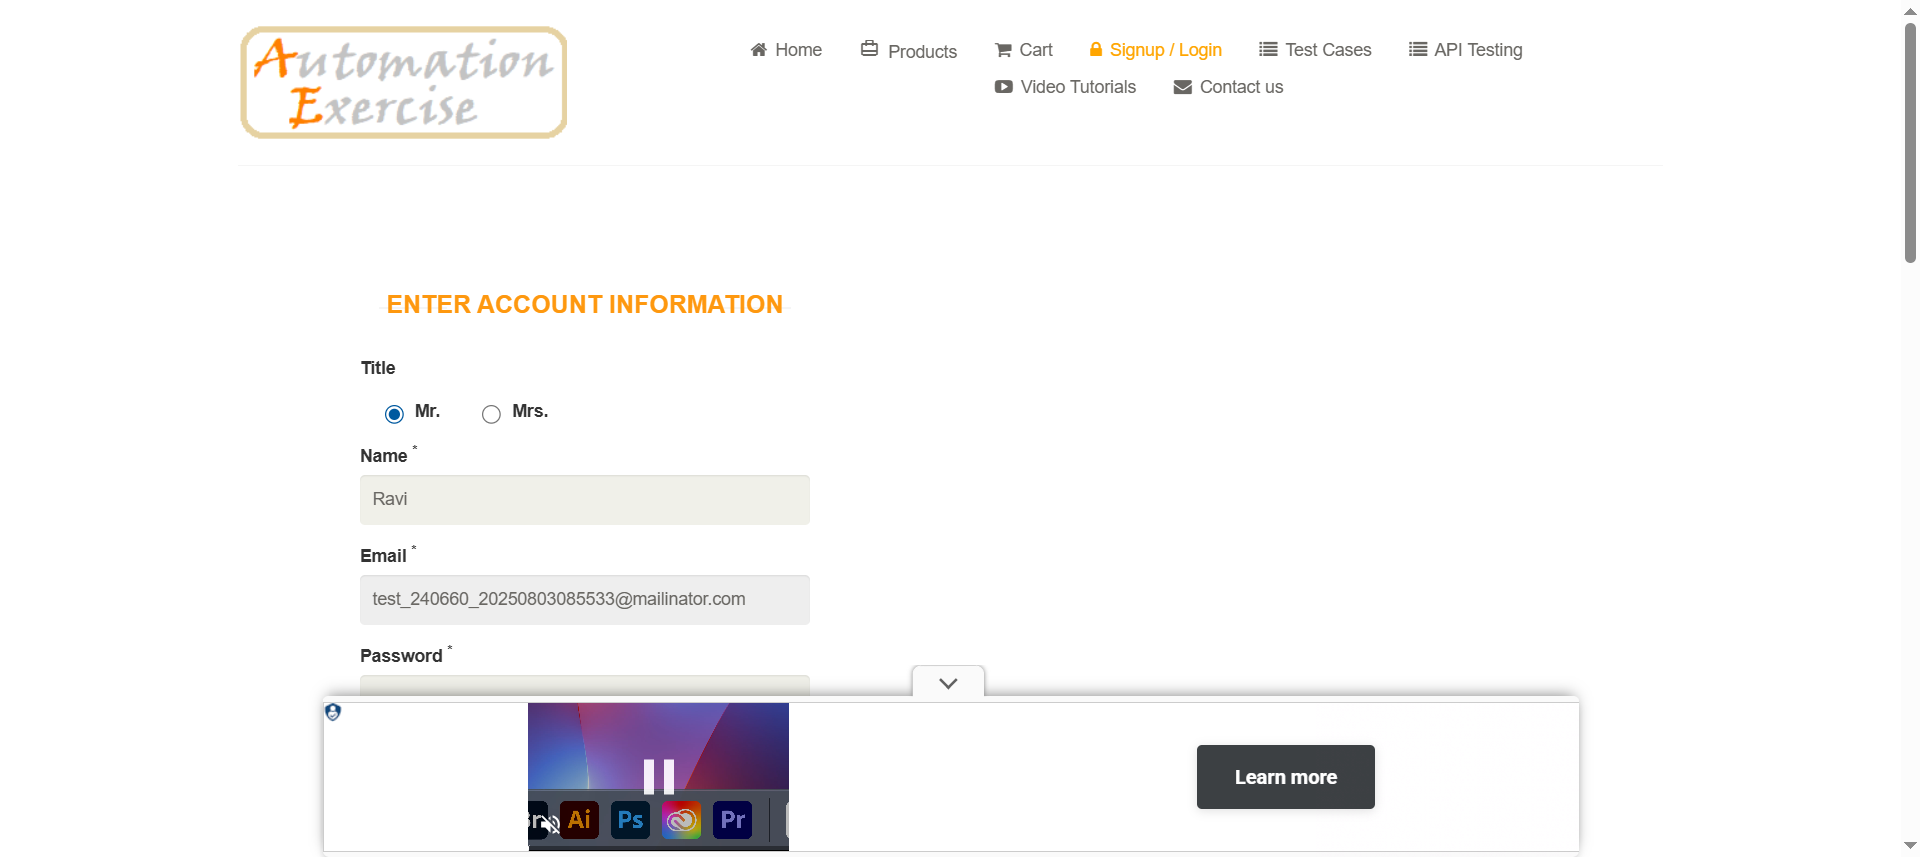 Automation
Exercise
Home
Products
Cart
Signup / Login
Test Cases
API Testing
Video Tutorials
Contact us
ENTER ACCOUNT INFORMATION
Title
Mr.
Mrs.
Name *
Ravi
Email *
test_240660_20250803085533@mailinator.com
Password *
Ai
Ps
Pr
Learn more